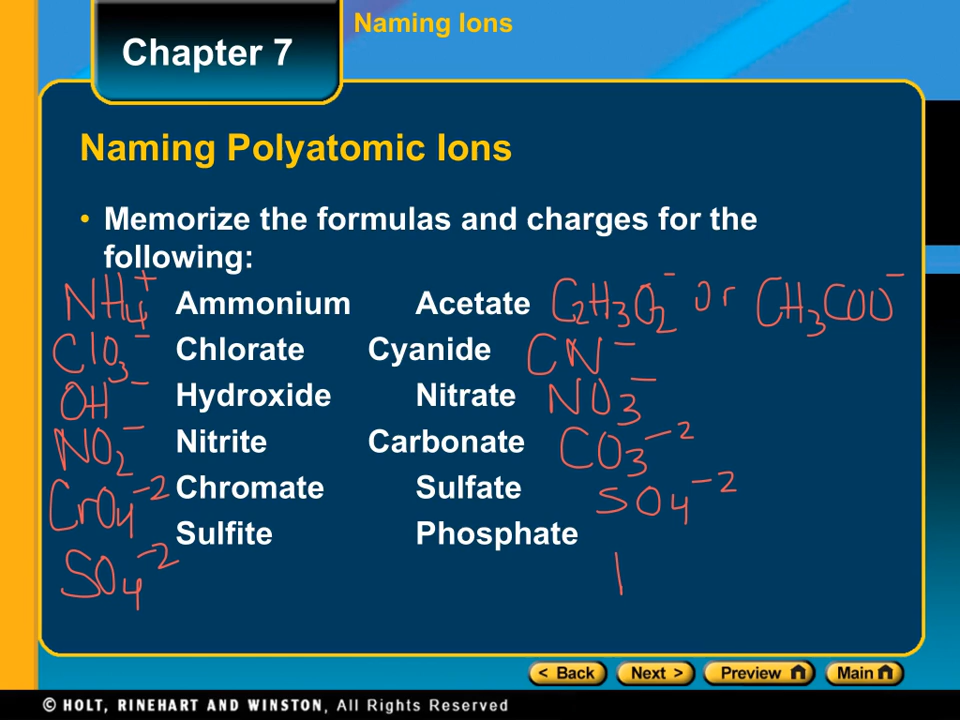 Naming Ions
Chapter 7
Naming Polyatomic Ions
• Memorize the formulas and charges for the
following:
NH₄⁺ Ammonium Acetate C₂H₃O₂⁻ or CH₃COO⁻
ClO₃⁻ Chlorate Cyanide CN⁻
OH⁻ Hydroxide Nitrate NO₃⁻
NO₂⁻ Nitrite Carbonate CO₃⁻²
CrO₄⁻² Chromate Sulfate SO₄⁻²
Sulfite Phosphate
SO₄⁻²
< Back Next > Preview Main
© HOLT, RINEHART AND WINSTON, All Rights Reserved